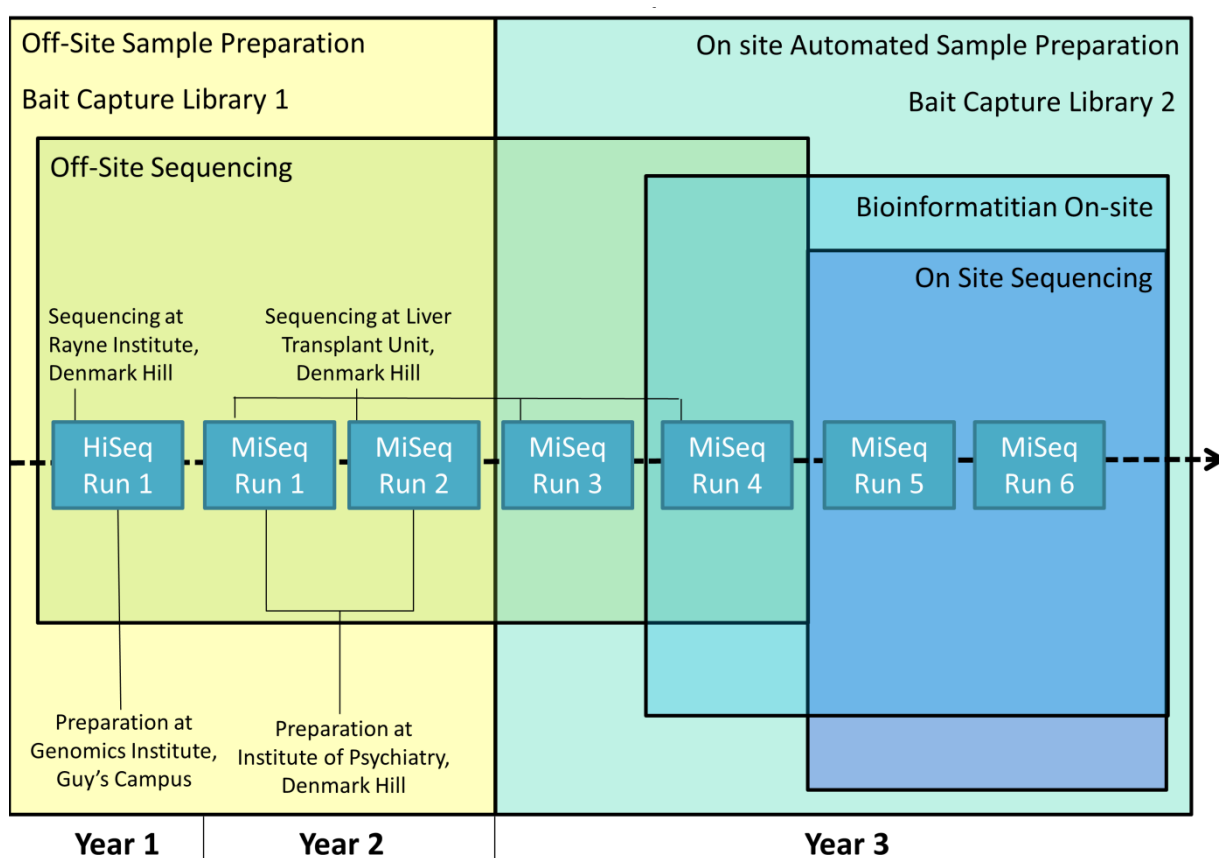 Off-Site Sample Preparation
Bait Capture Library 1
On site Automated Sample Preparation
Bait Capture Library 2
Off-Site Sequencing
Bioinformatitian On-site
On Site Sequencing
Sequencing at
Rayne Institute,
Denmark Hill
Sequencing at Liver
Transplant Unit,
Denmark Hill
HiSeq
Run 1
MiSeq
Run 1
MiSeq
Run 2
MiSeq
Run 3
MiSeq
Run 4
MiSeq
Run 5
MiSeq
Run 6
Preparation at
Genomics Institute,
Guy's Campus
Preparation at
Institute of Psychiatry,
Denmark Hill
Year 1
Year 2
Year 3